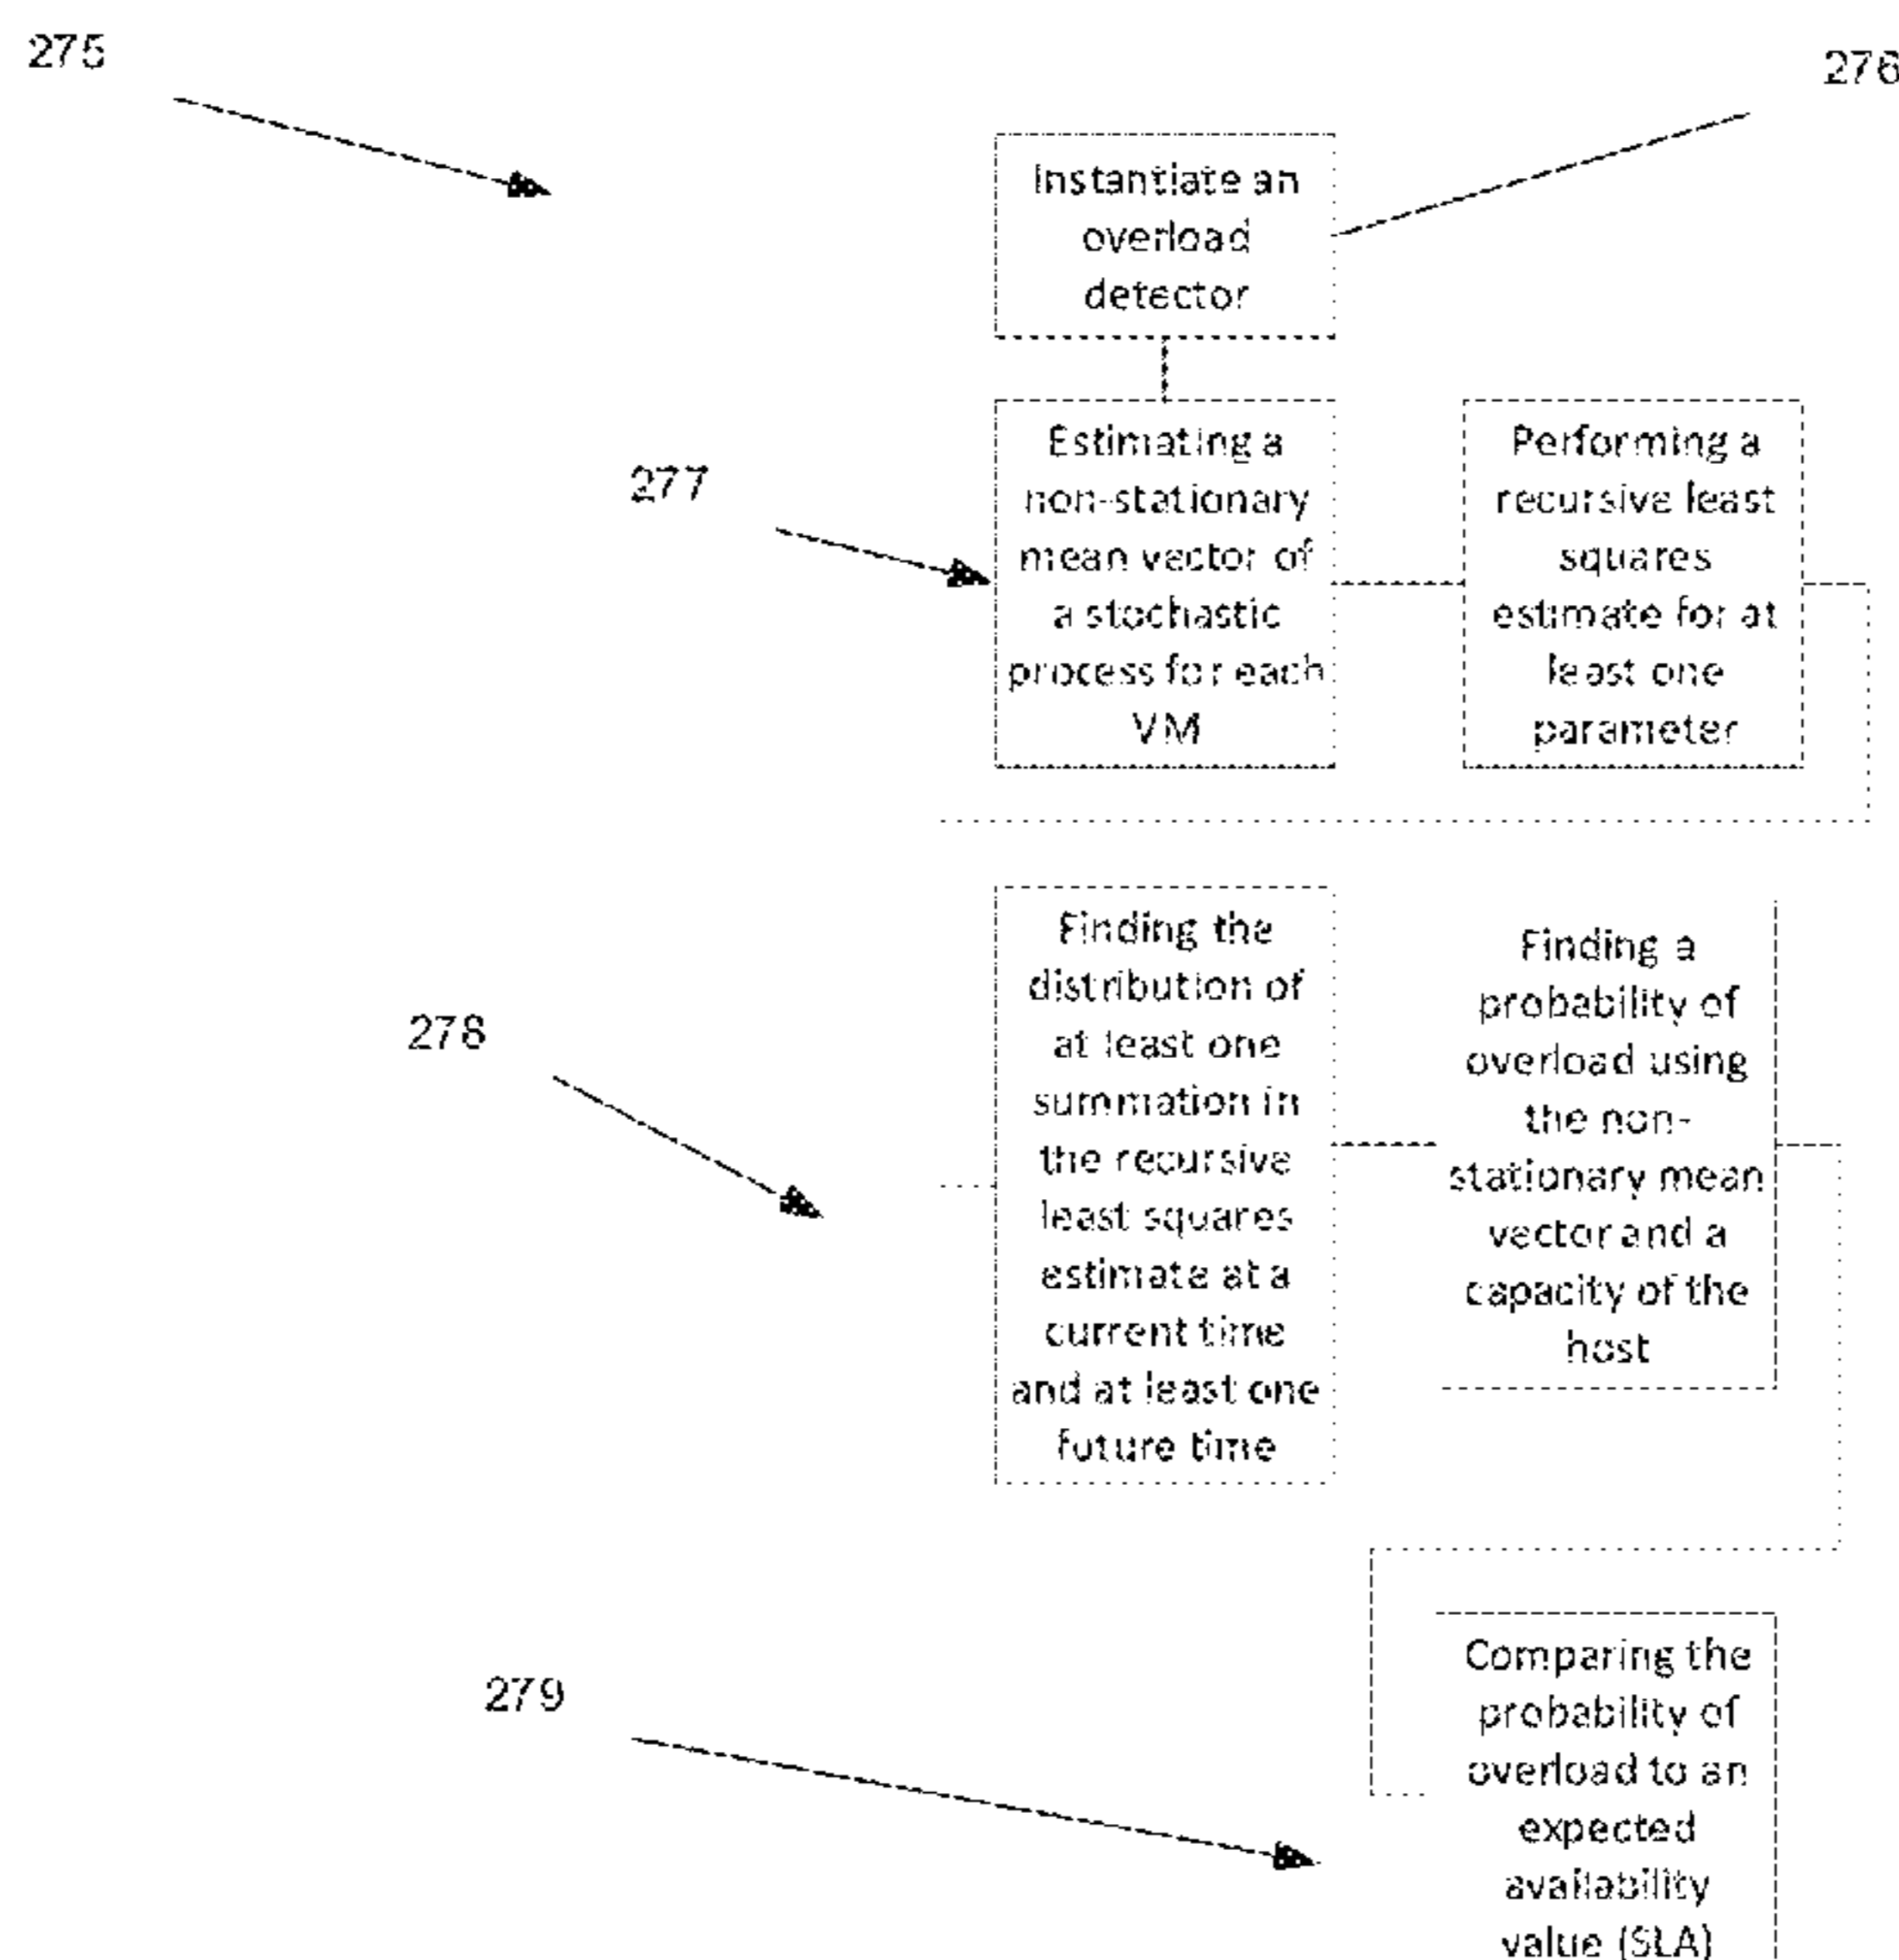 275
276
Instantiate an
overload
detector
277
Estimating a
non-stationary
mean vector of
a stochastic
process for each
VM
Performing a
recursive least
squares
estimate for at
least one
parameter
278
Finding the
distribution of
at least one
summation in
the recursive
least squares
estimate at a
current time
and at least one
future time
Finding a
probability of
overload using
the non-
stationary mean
vector and a
capacity of the
host
279
Comparing the
probability of
overload to an
expected
availability
value (SLA)